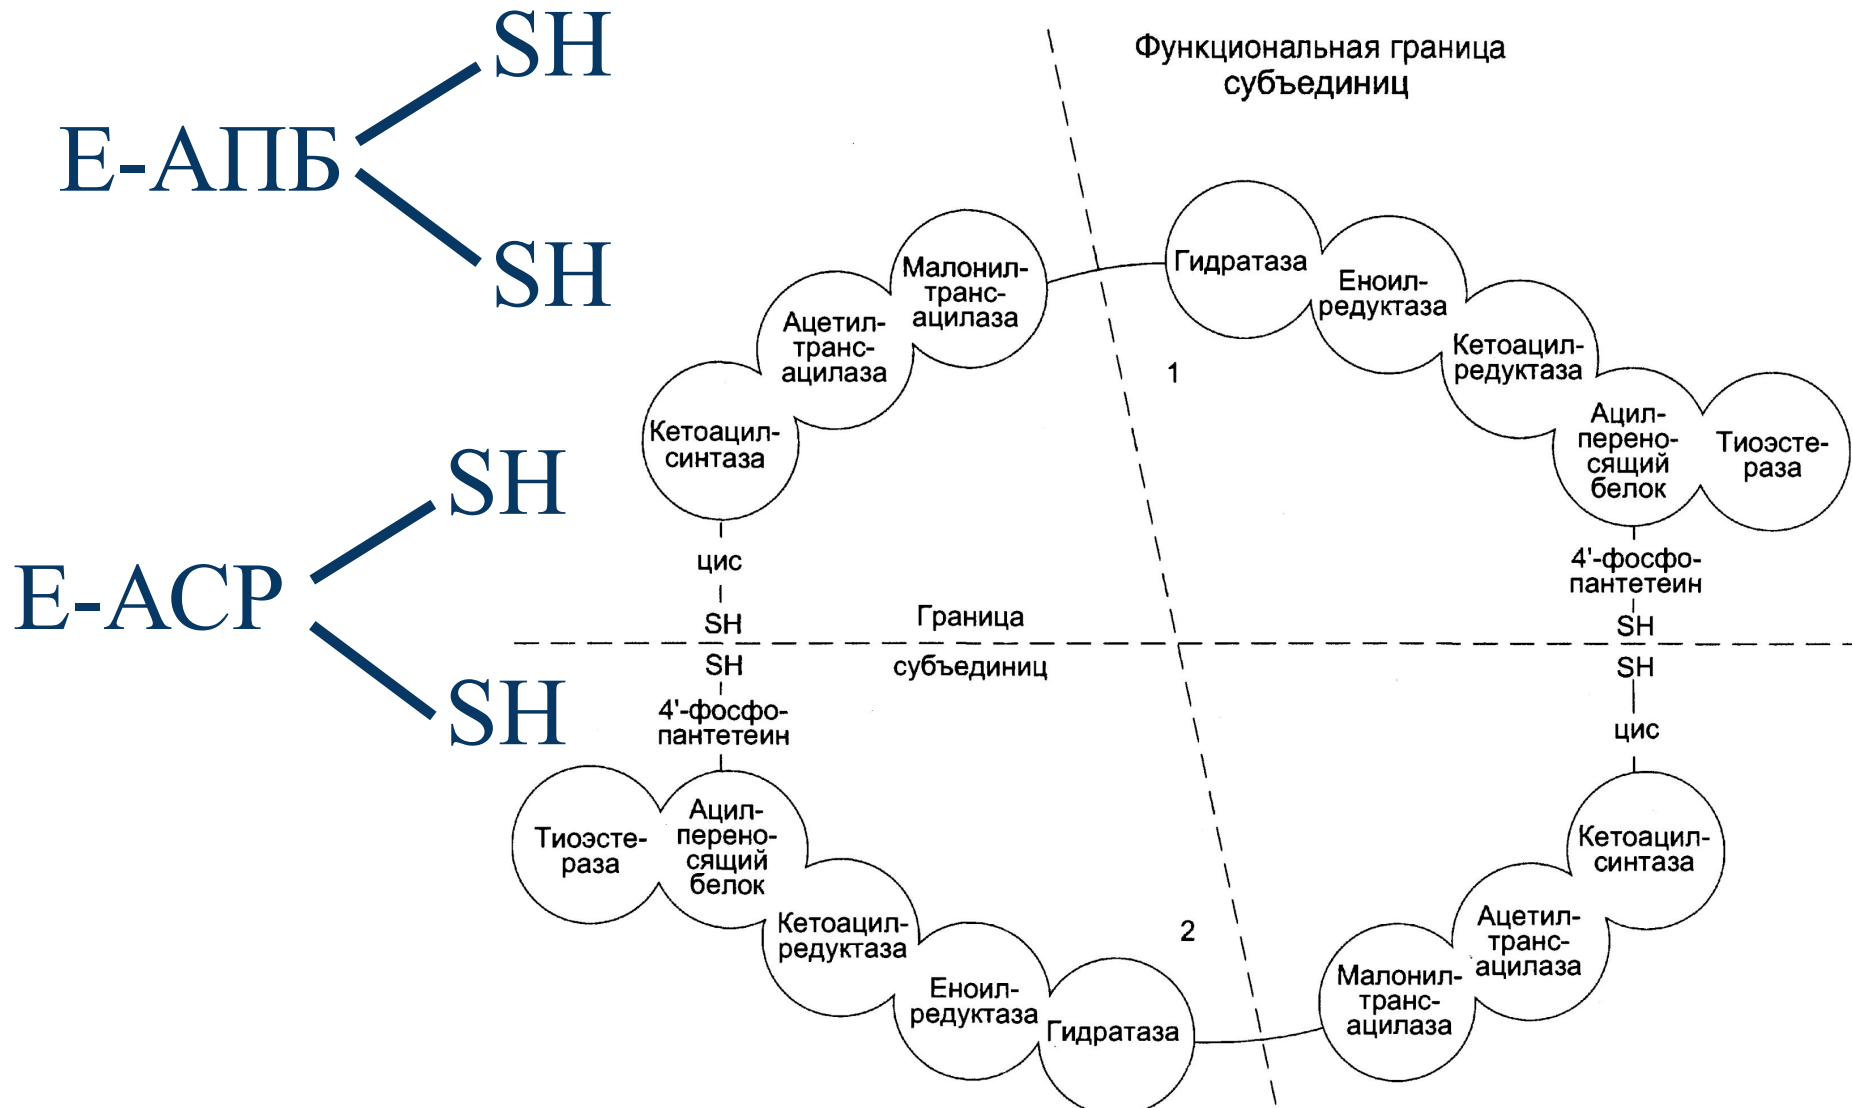 SH
Е-АПБ
SH
SH
Е-АСР
SH
Функциональная граница
субъединиц
Малонил-
транс-
ацилаза
Ацетил-
транс-
ацилаза
Кетоацил-
синтаза
цис
SH
Гидратаза
Еноил-
редуктаза
Кетоацил-
редуктаза
Ацил-
перено-
сящий
белок
Тиоэсте-
раза
4'-фосфо-
пантетеин
SH
1
Граница
субъединиц
SH
4'-фосфо-
пантетеин
Тиоэсте-
раза
Ацил-
перено-
сящий
белок
Кетоацил-
редуктаза
Еноил-
редуктаза
Гидратаза
2
SH
цис
Кетоацил-
синтаза
Ацетил-
транс-
ацилаза
Малонил-
транс-
ацилаза